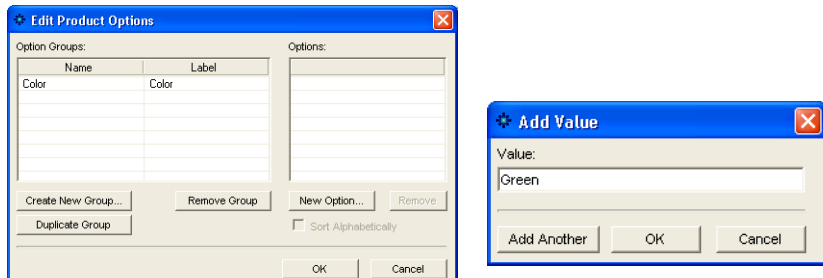 Edit Product Options
Option Groups:
Options:
Name Label
Color Color
Create New Group... Remove Group New Option... Remove
Duplicate Group Sort Alphabetically
OK Cancel
Add Value
Value:
Green
Add Another OK Cancel